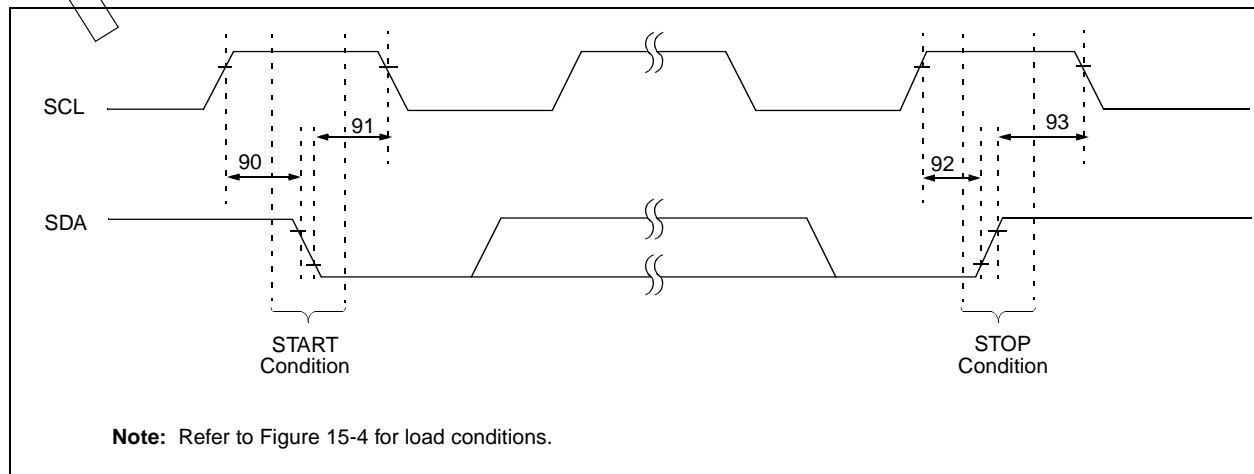 SCL
91
93
90
92
SDA
START
Condition
STOP
Condition
Note: Refer to Figure 15-4 for load conditions.